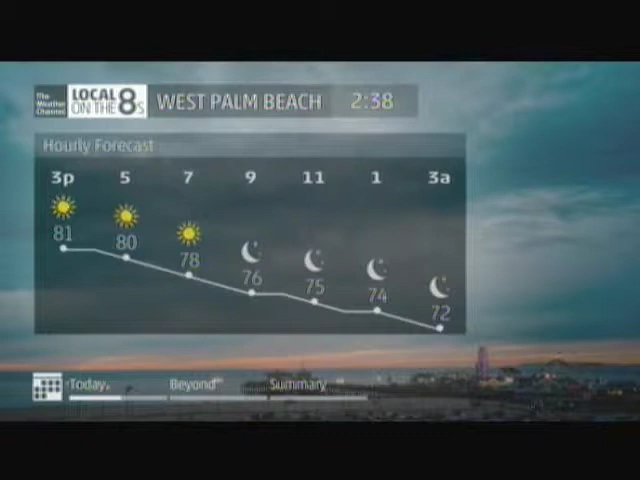 The Weather Channel LOCAL ON THE 8s WEST PALM BEACH 2:38
Hourly Forecast
3p 5 7 9 11 1 3a
81 80 78 76 75 74 72
Today Beyond Summary